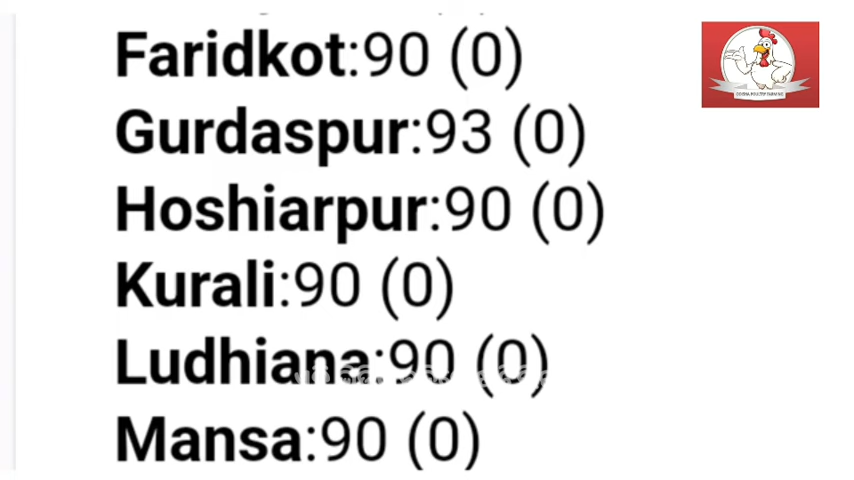 Faridkot:90 (0)
Gurdaspur:93 (0)
Hoshiarpur:90 (0)
Kurali:90 (0)
Ludhiana:90 (0)
Mansa:90 (0)